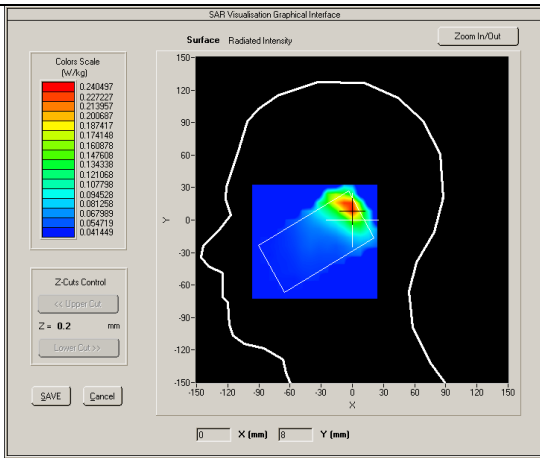 SAR Visualisation Graphical Interface
Surface Radiated Intensity
Zoom In/Out
Colors Scale
(W/kg)
0.240497
0.227227
0.213957
0.200687
0.187417
0.174148
0.160878
0.147608
0.134338
0.121068
0.107798
0.094528
0.081258
0.067989
0.054719
0.041449
150
120
90
60
30
0
-30
-60
-90
-120
-150
Y
-150 -120 -90 -60 -30 0 30 60 90 120 150
X
Z-Cuts Control
<< Upper Cut
Z = 0.2 mm
Lower Cut >>
SAVE Cancel
0 X (mm) 8 Y (mm)